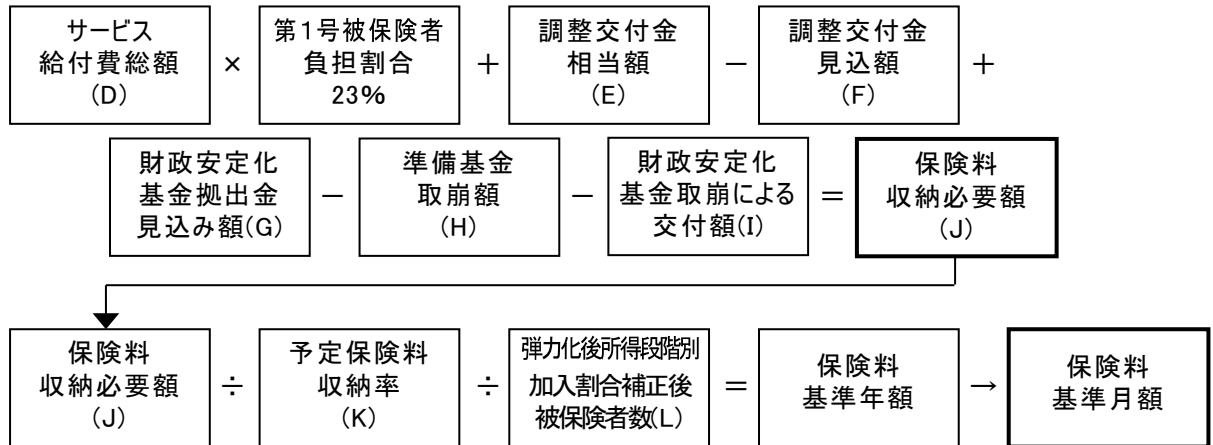 サービス
給付費総額
(D)
×
第1号被保険者
負担割合
23%
+
調整交付金
相当額
(E)
−
調整交付金
見込額
(F)
+
財政安定化
基金拠出金
見込み額(G)
−
準備基金
取崩額
(H)
−
財政安定化
基金取崩による
交付額(I)
=
保険料
収納必要額
(J)
保険料
収納必要額
(J)
÷
予定保険料
収納率
(K)
÷
弾力化後所得段階別
加入割合補正後
被保険者数(L)
=
保険料
基準年額
→
保険料
基準月額